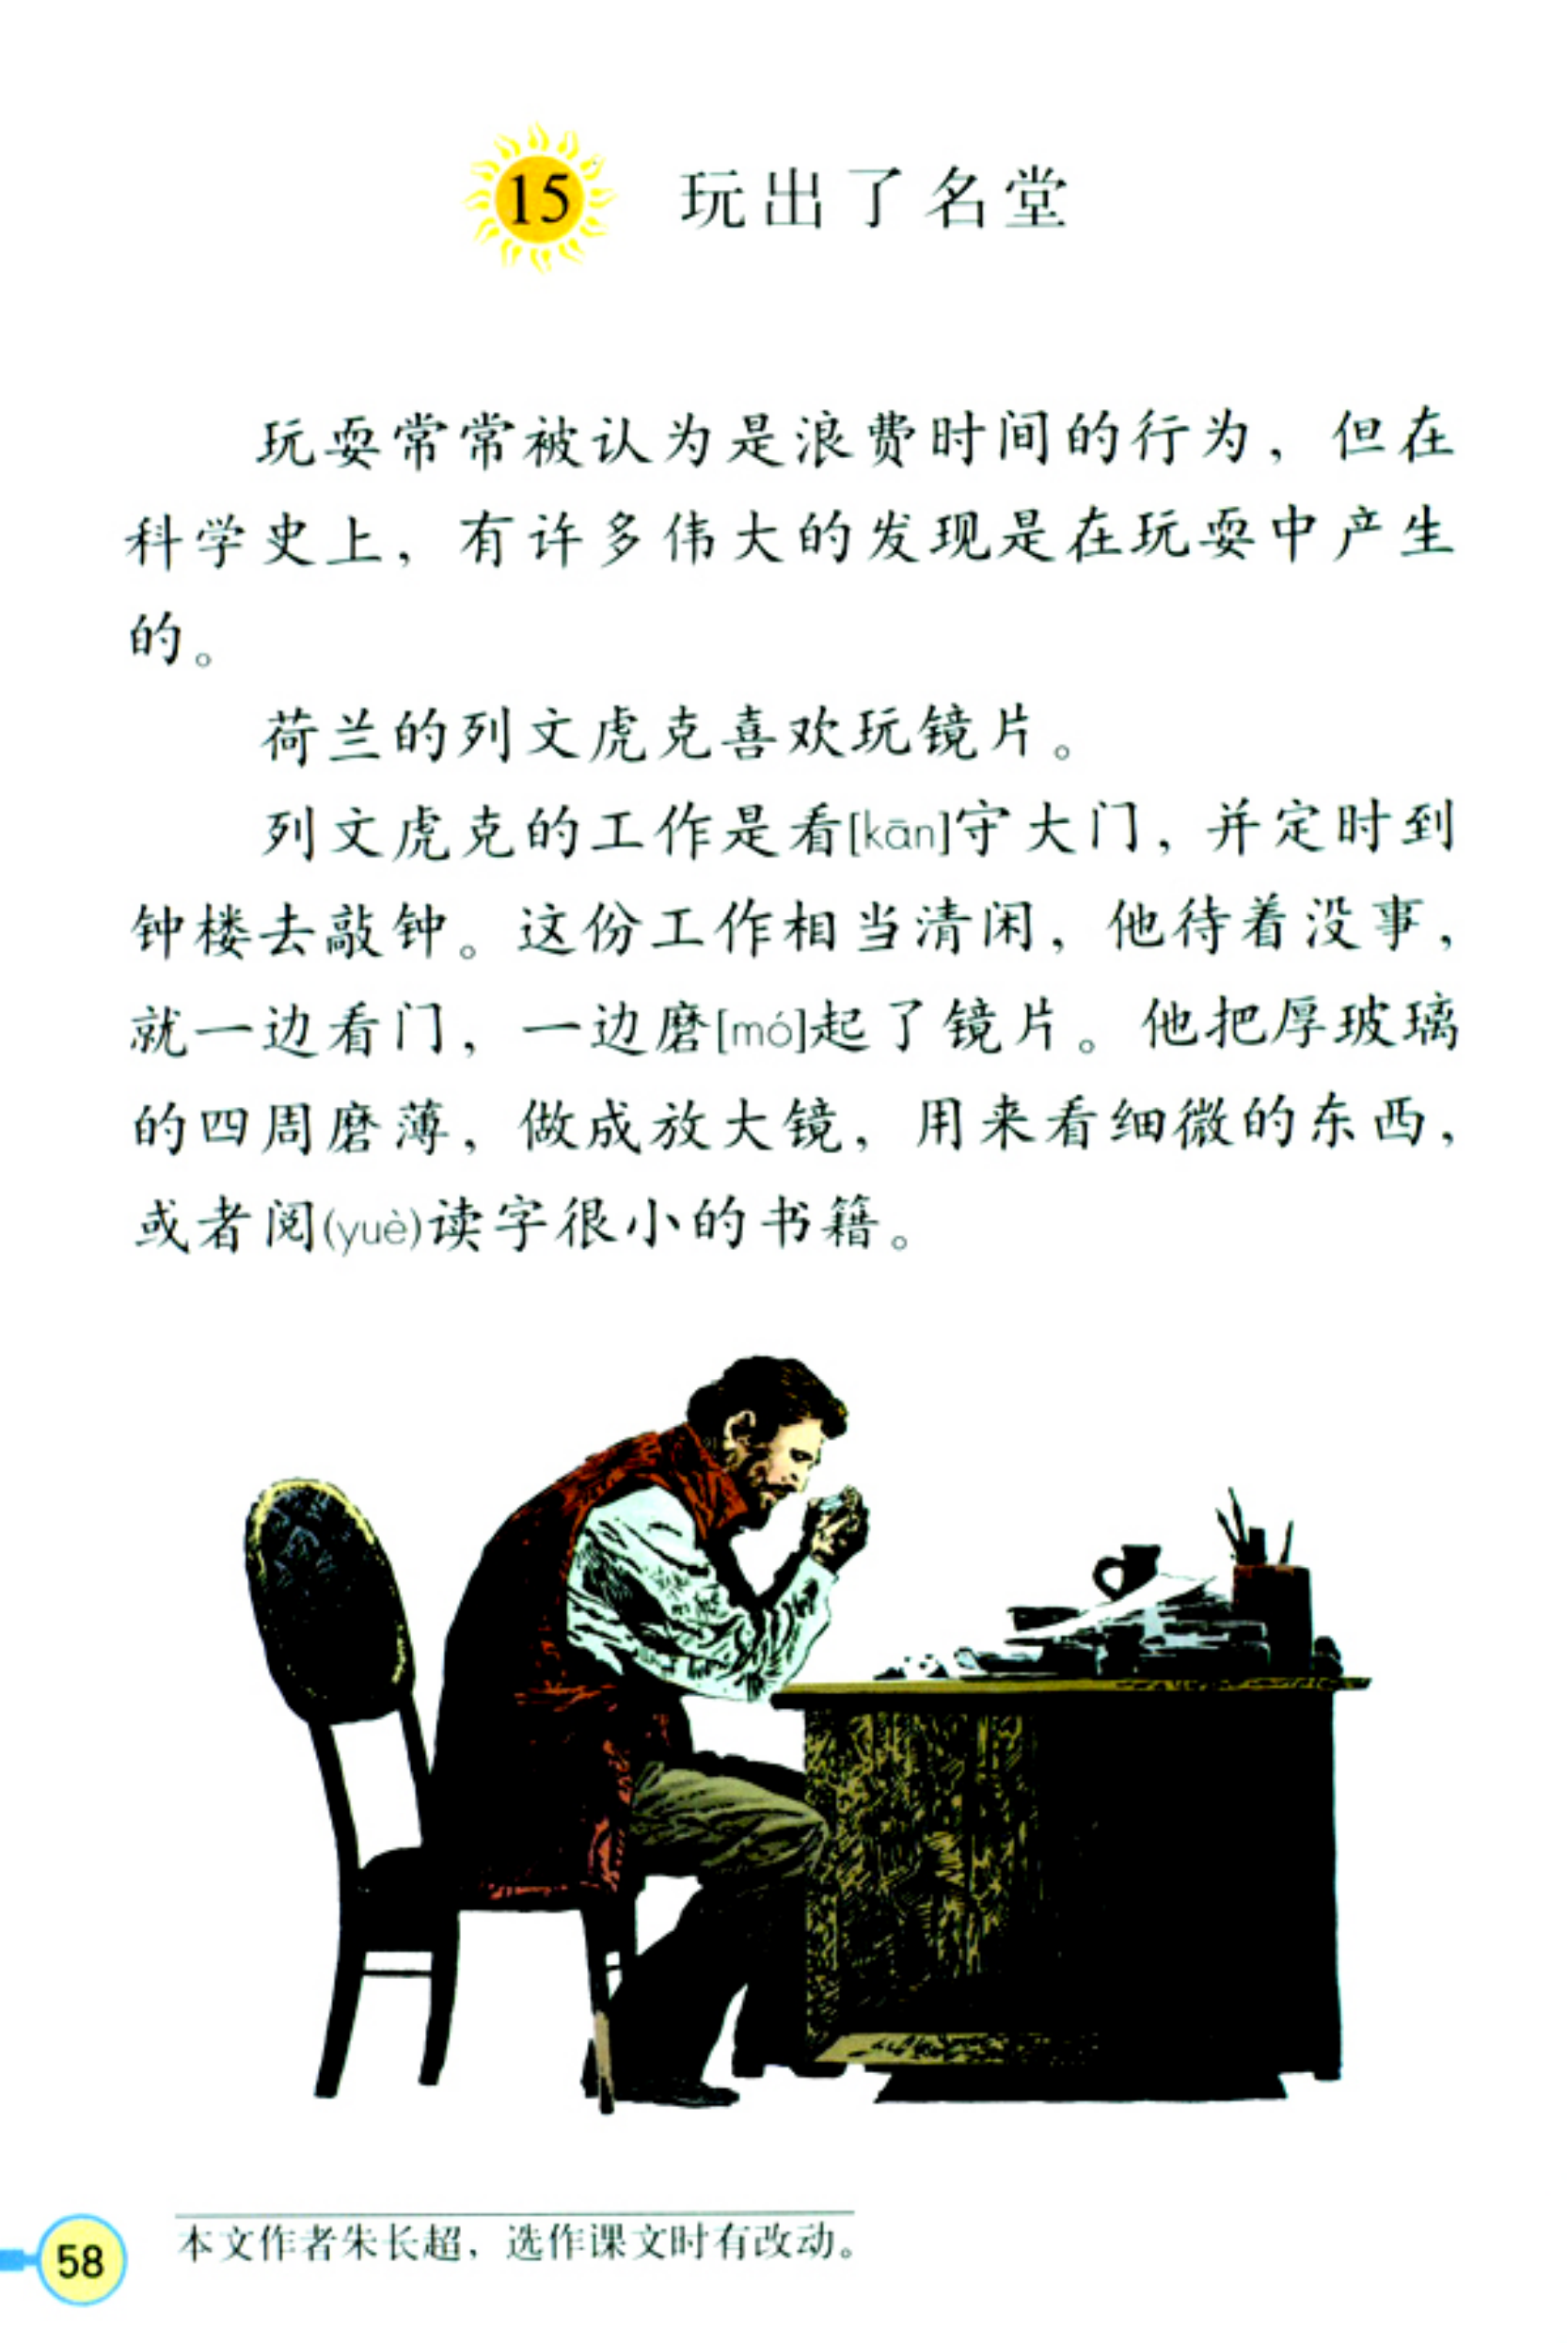 15 玩出了名堂
玩耍常常被认为是浪费时间的行为，但在
科学史上，有许多伟大的发现是在玩耍中产生
的。
荷兰的列文虎克喜欢玩镜片。
列文虎克的工作是看[kān]守大门，并定时到
钟楼去敲钟。这份工作相当清闲，他待着没事，
就一边看门，一边磨[mó]起了镜片。他把厚玻璃
的四周磨薄，做成放大镜，用来看细微的东西，
或者阅(yuè)读字很小的书籍。
本文作者朱长超，选作课文时有改动。
58